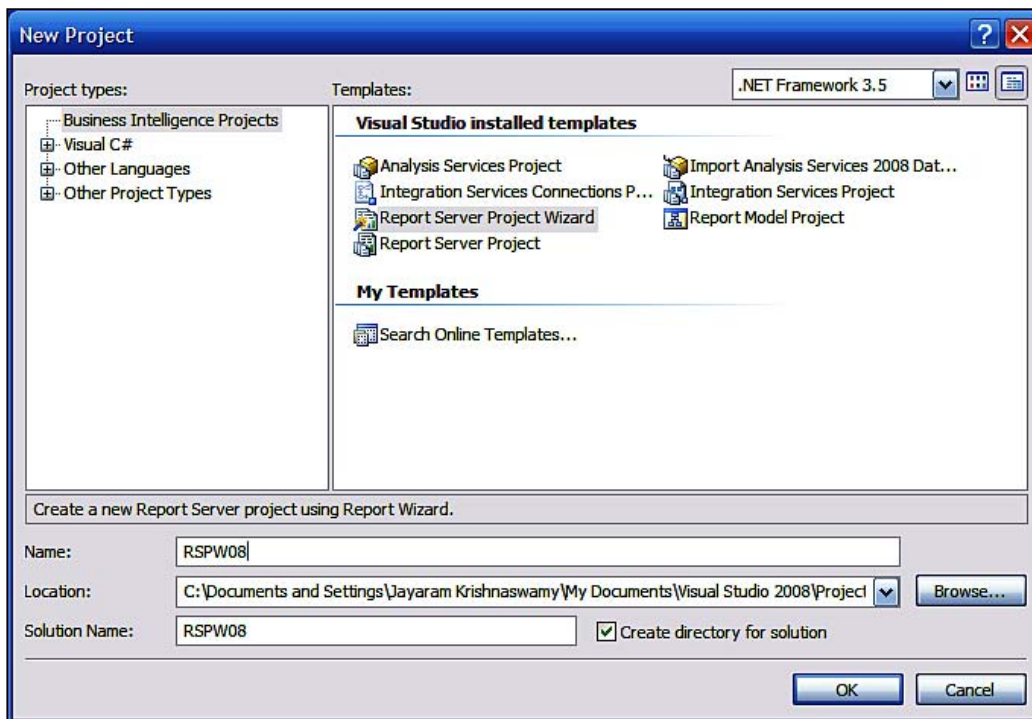 New Project
Project types:
Templates:
.NET Framework 3.5
Business Intelligence Projects
Visual C#
Other Languages
Other Project Types
Visual Studio installed templates
Analysis Services Project
Import Analysis Services 2008 Dat...
Integration Services Connections P...
Integration Services Project
Report Server Project Wizard
Report Model Project
Report Server Project
My Templates
Search Online Templates...
Create a new Report Server project using Report Wizard.
Name:
RSPW08
Location:
C:\Documents and Settings\Jayaram Krishnaswamy\My Documents\Visual Studio 2008\Project
Browse...
Solution Name:
RSPW08
Create directory for solution
OK
Cancel